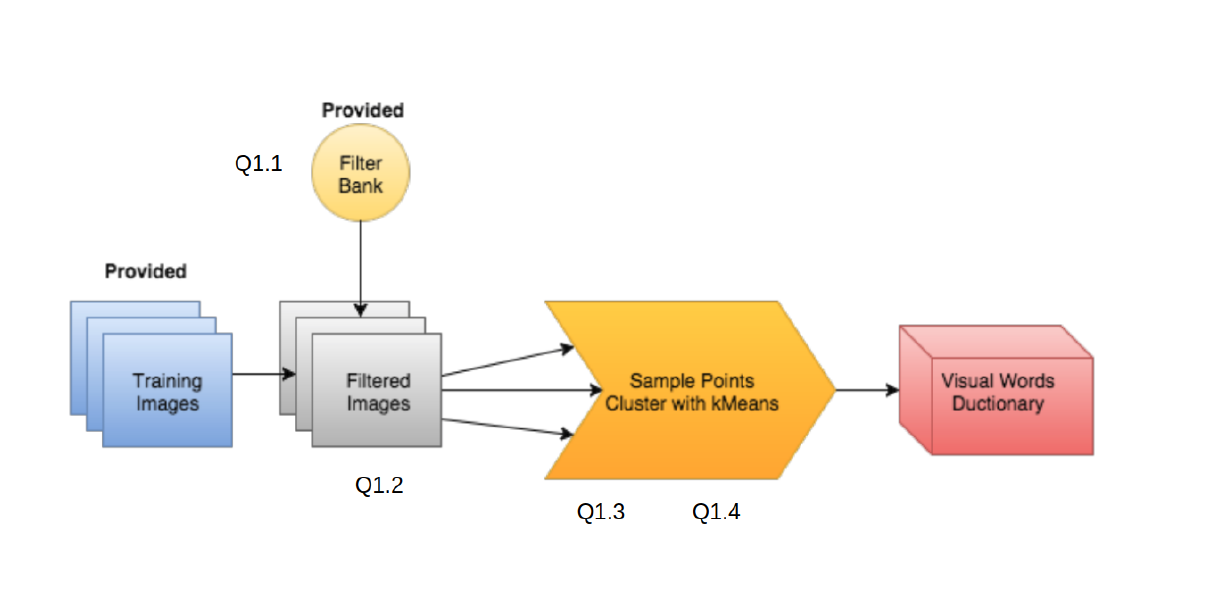 Provided
Q1.1
Filter
Bank
Provided
Training
Images
Filtered
Images
Sample Points
Cluster with kMeans
Visual Words
Ductionary
Q1.2
Q1.3
Q1.4